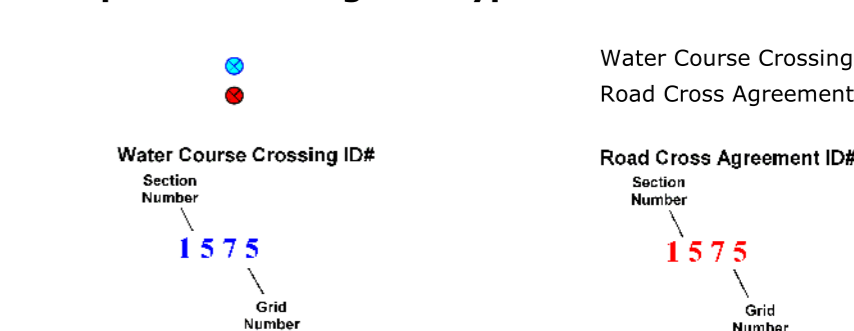 Water Course Crossing
Road Cross Agreement
Water Course Crossing ID#
Section
Number
1575
Grid
Number
Road Cross Agreement ID#
Section
Number
1575
Grid
Number